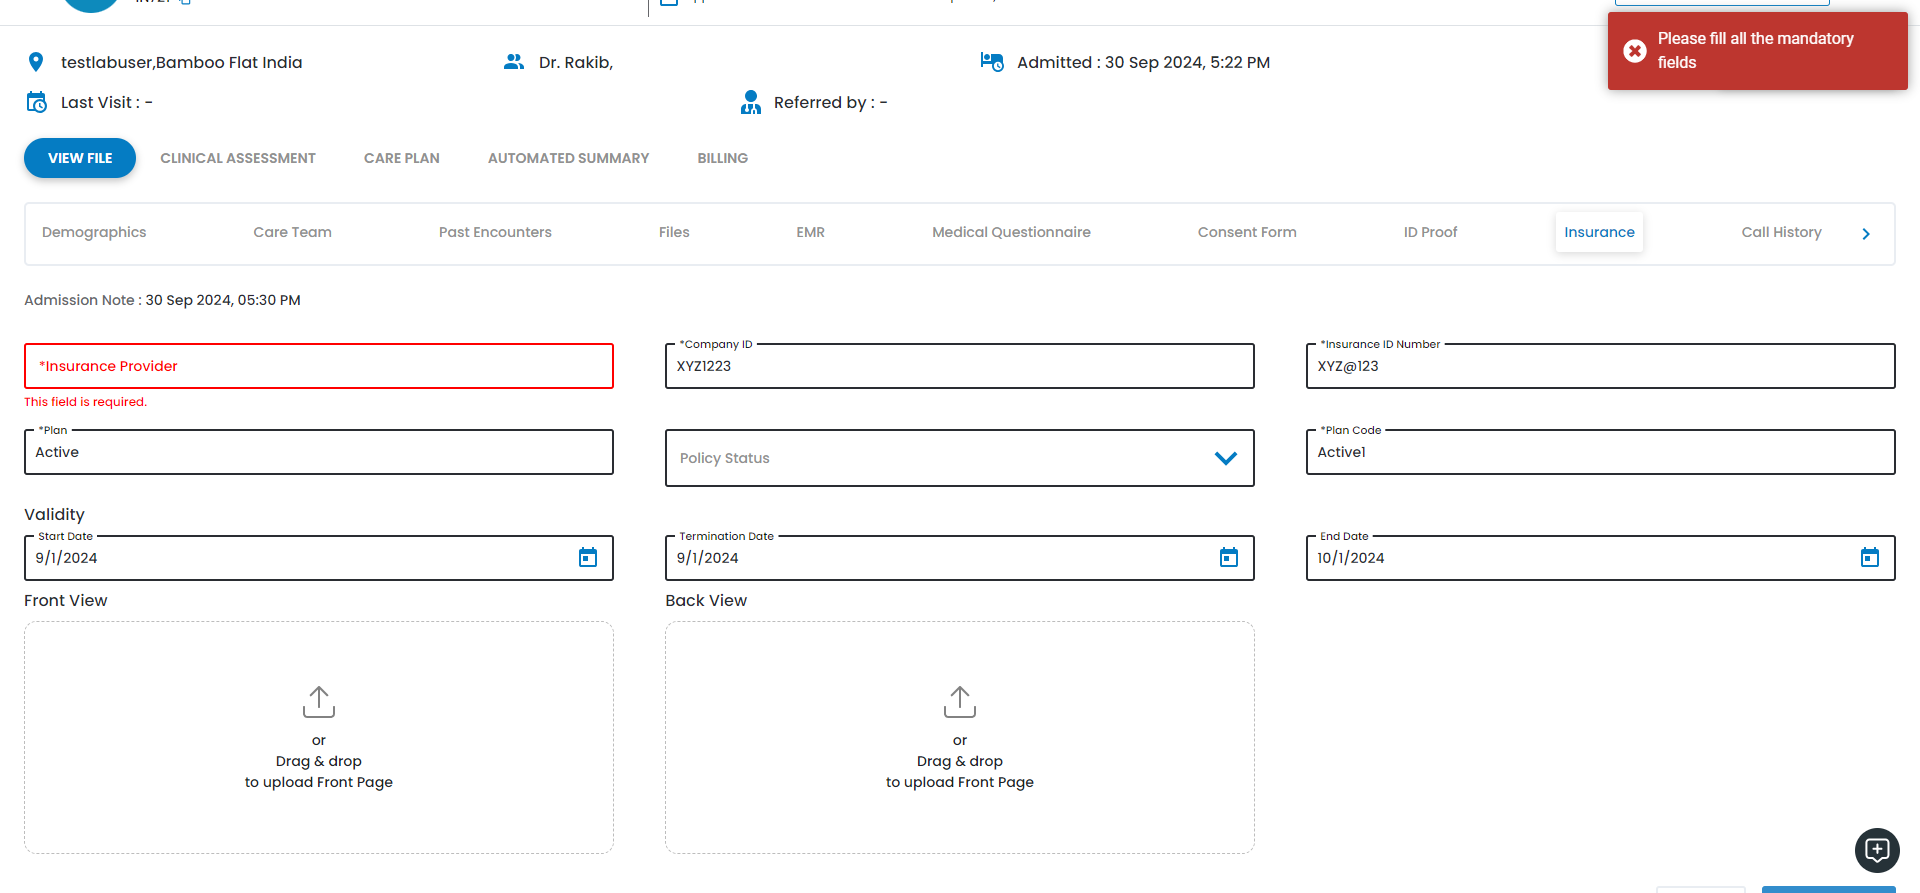 Please fill all the mandatory
fields
testlabuser,Bamboo Flat India
Dr. Rakib,
Admitted : 30 Sep 2024, 5:22 PM
Last Visit : -
Referred by : -
VIEW FILE
CLINICAL ASSESSMENT
CARE PLAN
AUTOMATED SUMMARY
BILLING
Demographics
Care Team
Past Encounters
Files
EMR
Medical Questionnaire
Consent Form
ID Proof
Insurance
Call History
Admission Note : 30 Sep 2024, 05:30 PM
*Insurance Provider
This field is required.
*Company ID
XYZ1223
*Insurance ID Number
XYZ@123
*Plan
Active
Policy Status
*Plan Code
Active1
Validity
Start Date
9/1/2024
Termination Date
9/1/2024
End Date
10/1/2024
Front View
Back View
or
Drag & drop
to upload Front Page
or
Drag & drop
to upload Front Page